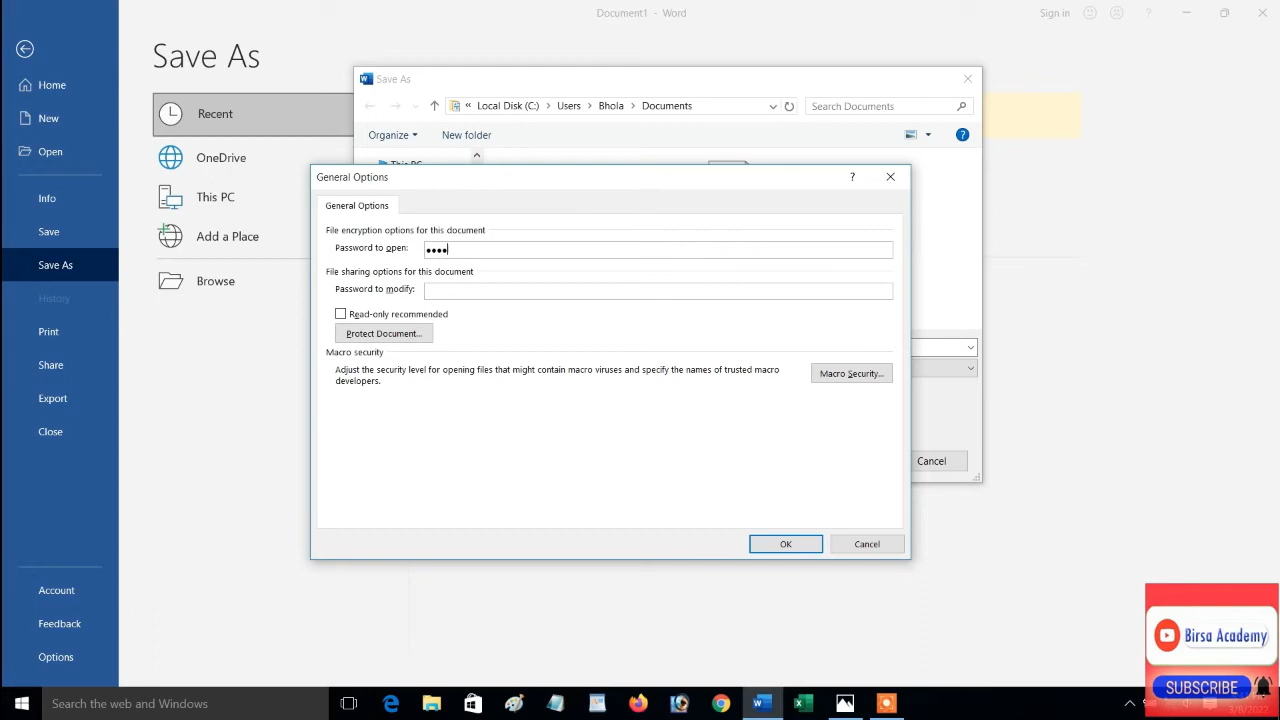 Document1 - Word
Sign in
Save As
Home
New
Open
Info
Save
Save As
History
Print
Share
Export
Close
Account
Feedback
Options
Recent
OneDrive
This PC
Add a Place
Browse
Save As
« Local Disk (C:) > Users > Bhola > Documents
Search Documents
Organize
New folder
This PC
Cancel
General Options
?
General Options
File encryption options for this document
Password to open: ••••
File sharing options for this document
Password to modify:
Read-only recommended
Protect Document...
Macro security
Adjust the security level for opening files that might contain macro viruses and specify the names of trusted macro
developers.
Macro Security...
OK
Cancel
Birsa Academy
SUBSCRIBE
Search the web and Windows
3/8/2022